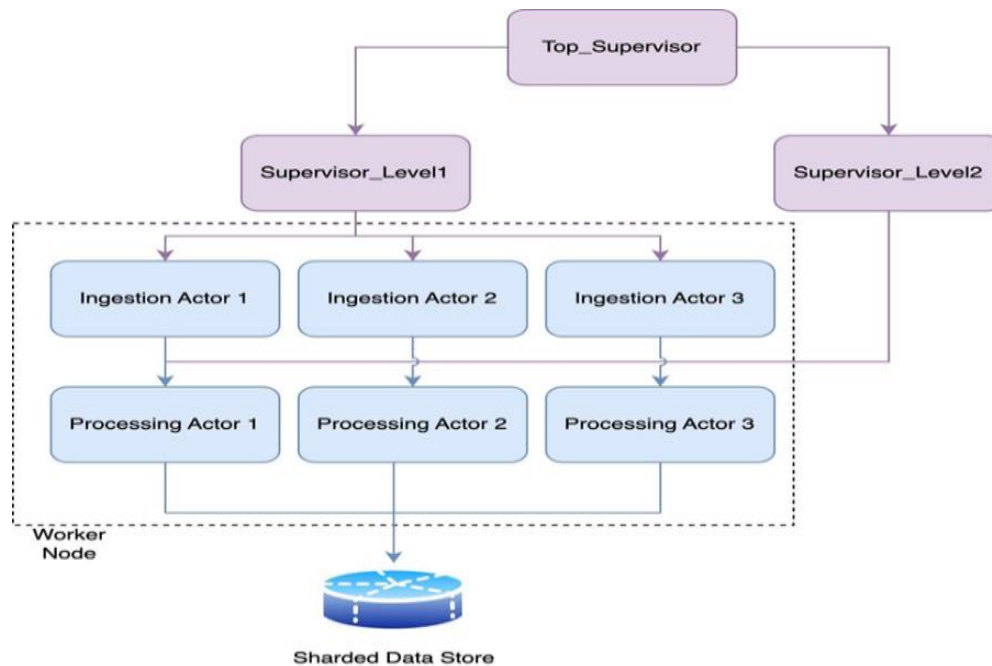 Top_Supervisor
Supervisor_Level1
Supervisor_Level2
Ingestion Actor 1
Ingestion Actor 2
Ingestion Actor 3
Processing Actor 1
Processing Actor 2
Processing Actor 3
Worker
Node
Sharded Data Store